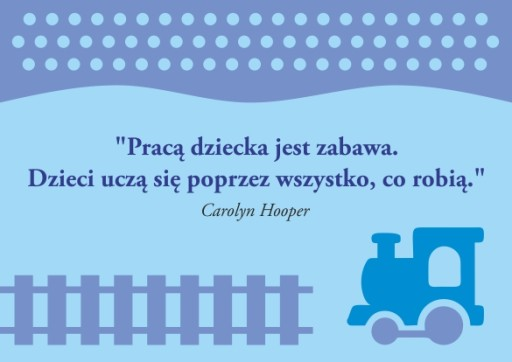 "Pracą dziecka jest zabawa.
Dzieci uczą się poprzez wszystko, co robią."
Carolyn Hooper